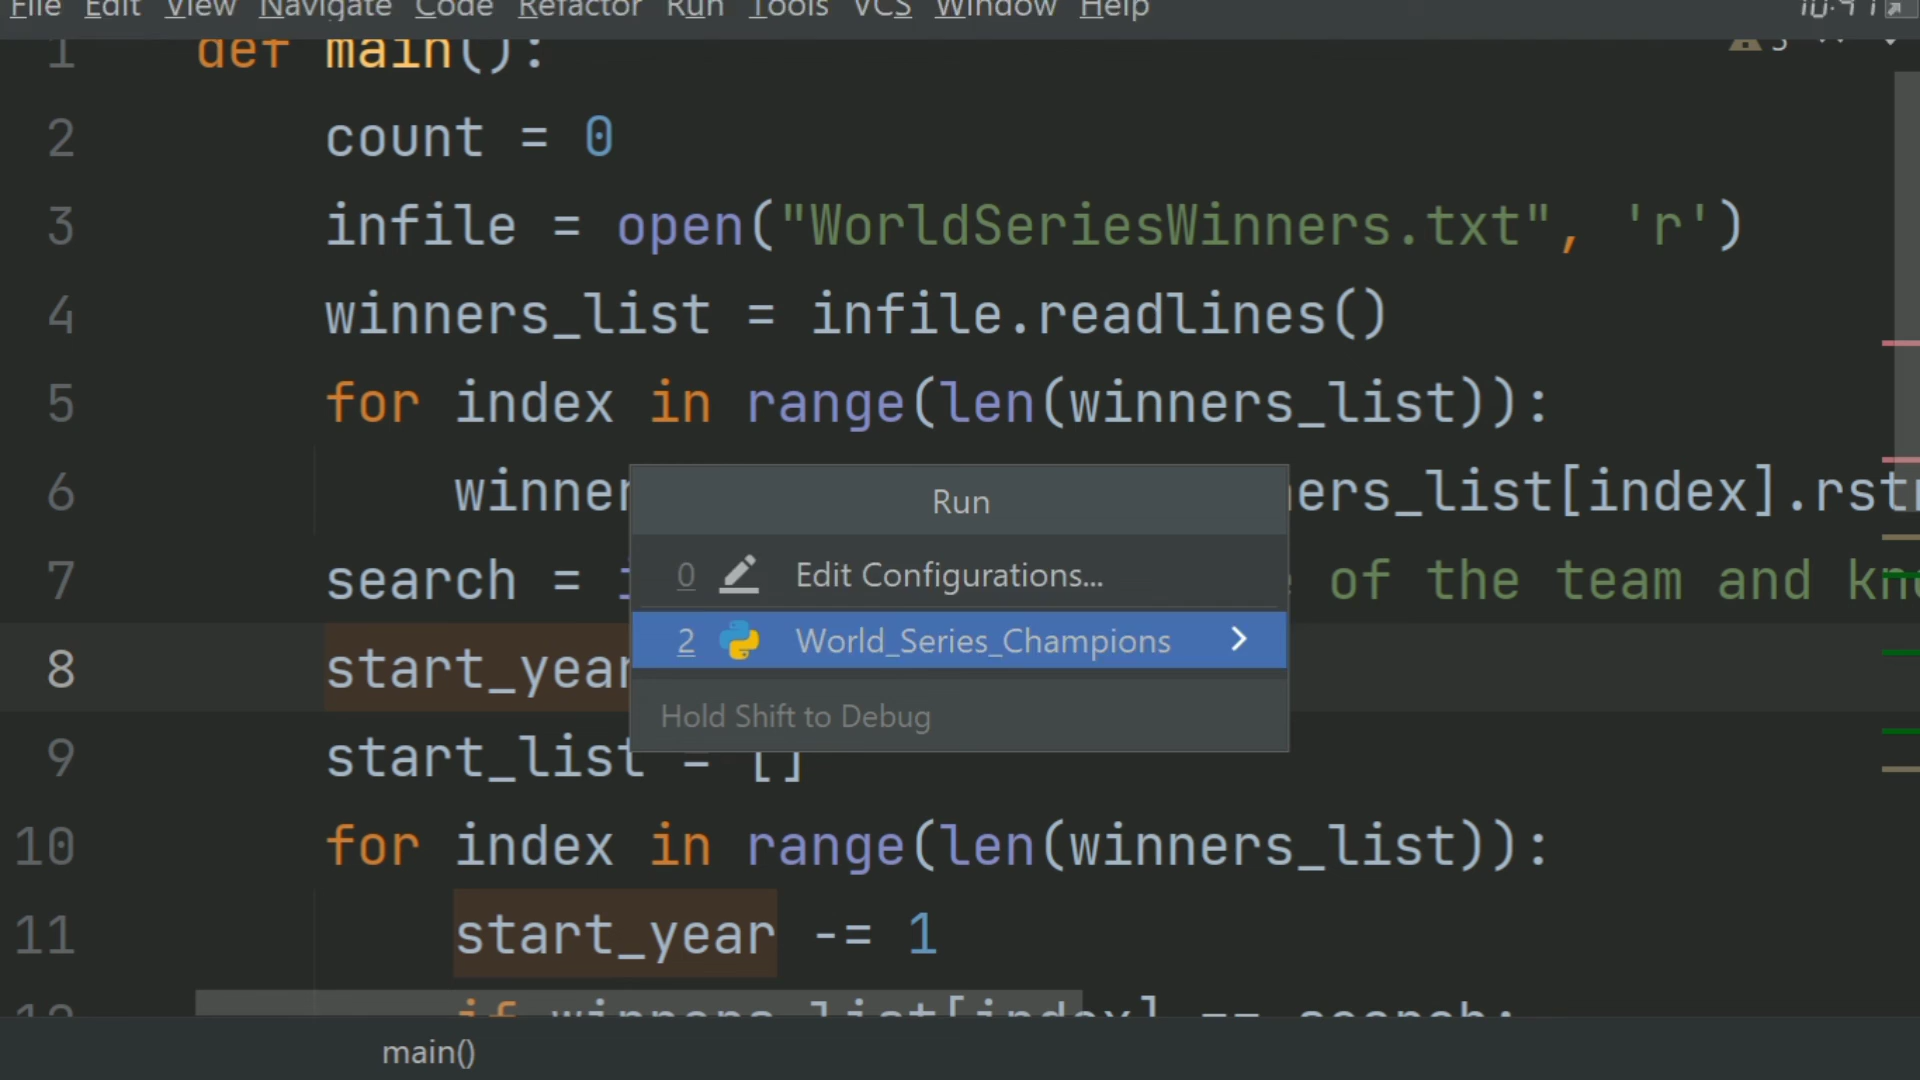 File Edit View Navigate Code Refactor Run Tools VCS Window Help
1 def main():
2 count = 0
3 infile = open("WorldSeriesWinners.txt", 'r')
4 winners_list = infile.readlines()
5 for index in range(len(winners_list)):
6 winner ers_list[index].rst
7 search = of the team and kn
8 start_year
9 start_list = []
10 for index in range(len(winners_list)):
11 start_year -= 1
12 if winners_list[index] == search:
Run
0 Edit Configurations...
2 World_Series_Champions
Hold Shift to Debug
main()